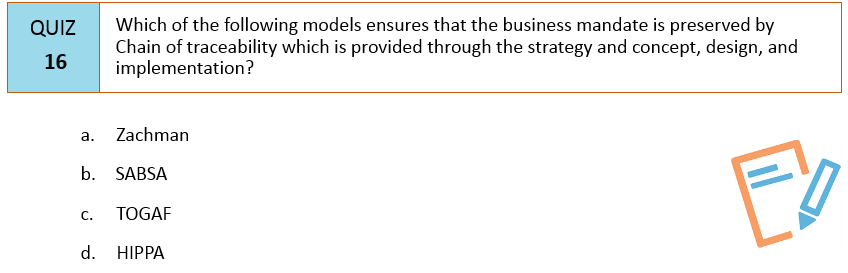 QUIZ
16
Which of the following models ensures that the business mandate is preserved by
Chain of traceability which is provided through the strategy and concept, design, and
implementation?
a. Zachman
b. SABSA
c. TOGAF
d. HIPPA